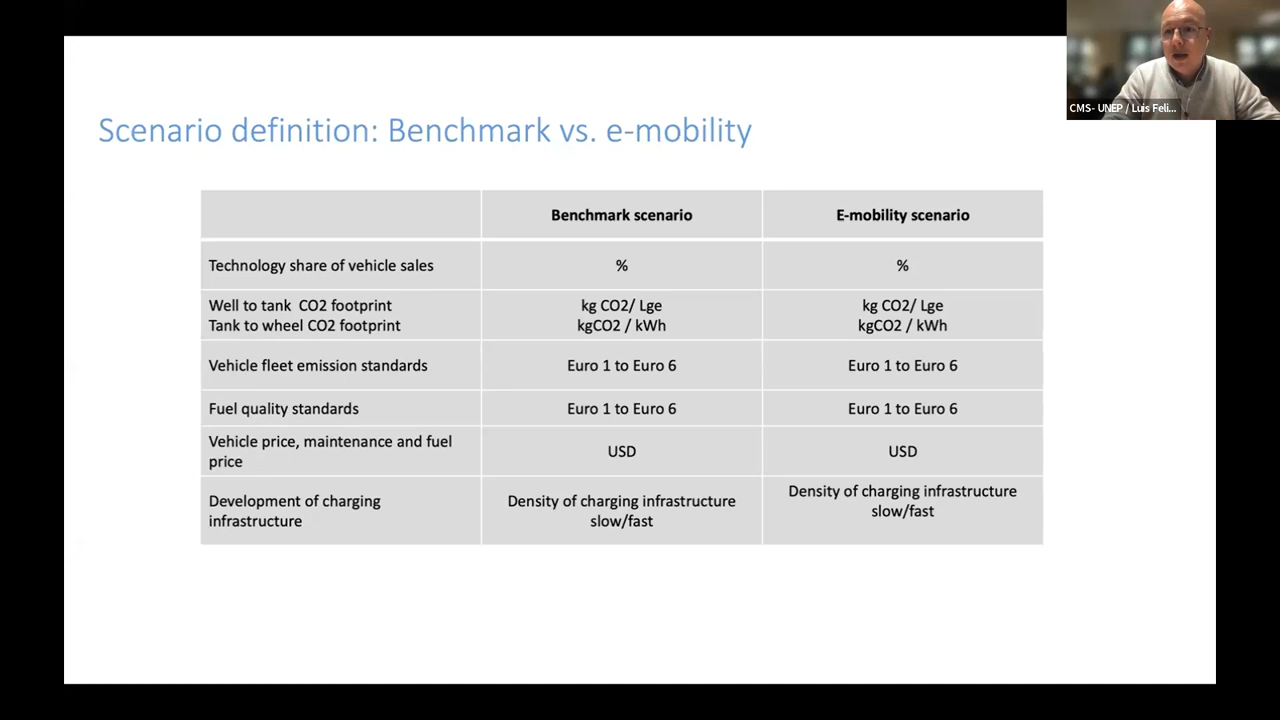 CMS- UNEP / Luis Feli...
Scenario definition: Benchmark vs. e-mobility
Benchmark scenario
E-mobility scenario
Technology share of vehicle sales
%
%
Well to tank CO2 footprint
Tank to wheel CO2 footprint
kg CO2/ Lge
kgCO2 / kWh
kg CO2/ Lge
kgCO2 / kWh
Vehicle fleet emission standards
Euro 1 to Euro 6
Euro 1 to Euro 6
Fuel quality standards
Euro 1 to Euro 6
Euro 1 to Euro 6
Vehicle price, maintenance and fuel
price
USD
USD
Development of charging
infrastructure
Density of charging infrastructure
slow/fast
Density of charging infrastructure
slow/fast